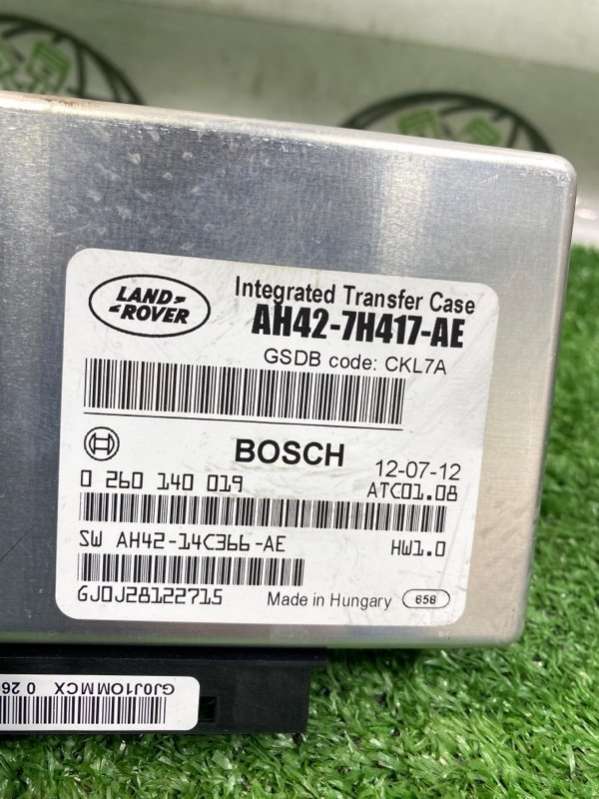 LAND-
ROVER
Integrated Transfer Case
AH42-7H417-AE
GSDB code: CKL7A
BOSCH
12-07-12
0 260 140 019
ATC01.08
SW AH42-14C366-AE
HW1.0
GJ0J28122715
Made in Hungary
658
GJ0J10MMCX 0 26